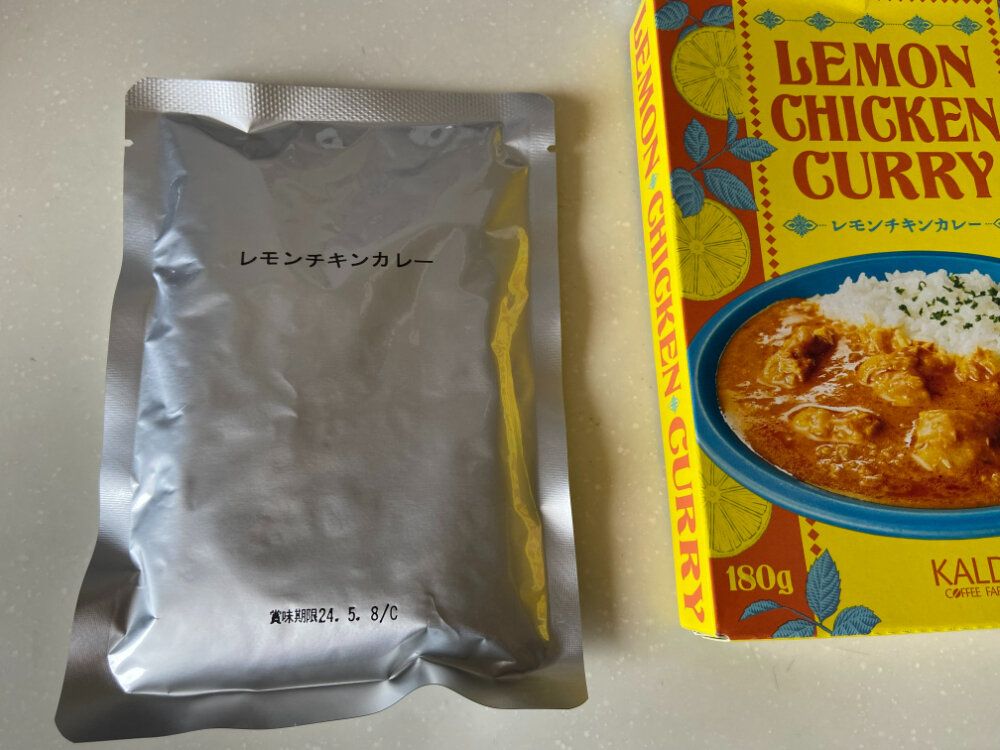 レモンチキンカレー
賞味期限24. 5. 8/C
LEMON CHICKEN CURRY
LEMON
CHICKEN
CURRY
レモンチキンカレー
180g
KALD
COFFEE FAR